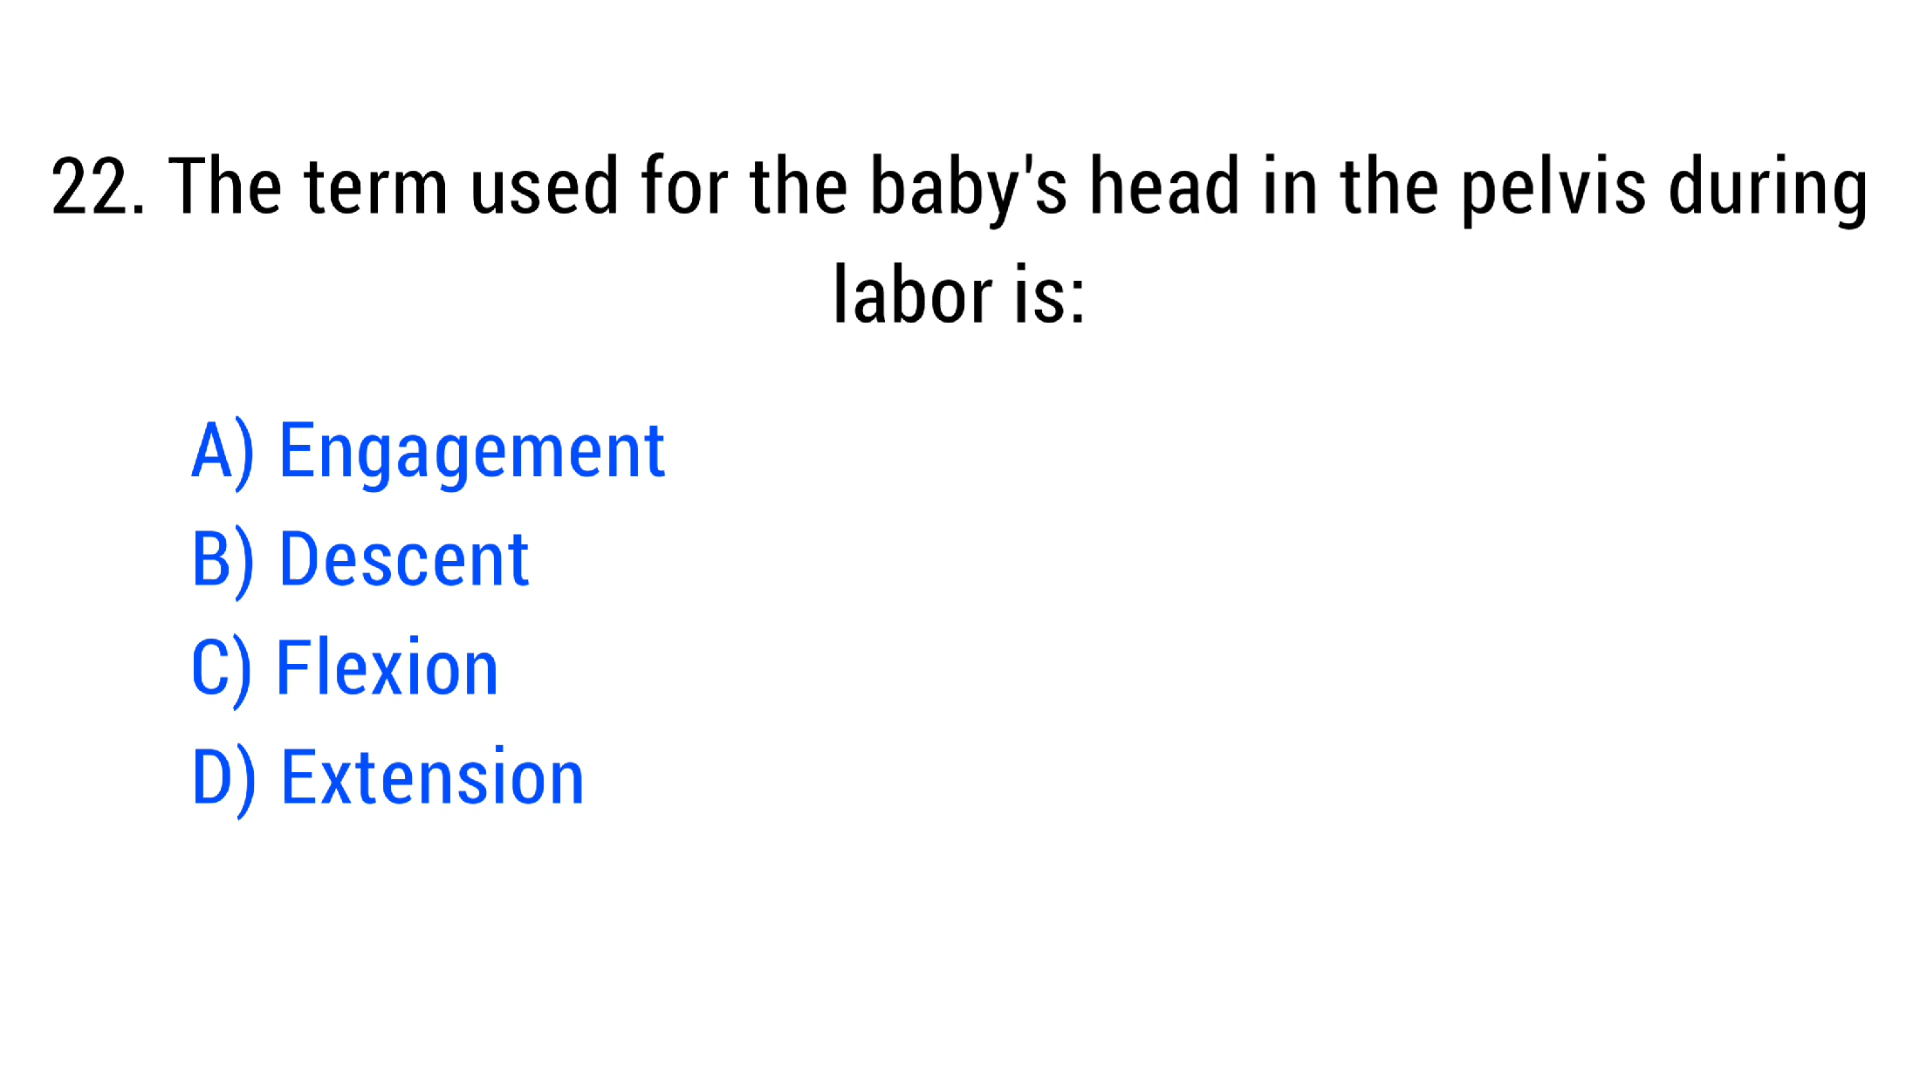 22. The term used for the baby's head in the pelvis during
labor is:
A) Engagement
B) Descent
C) Flexion
D) Extension